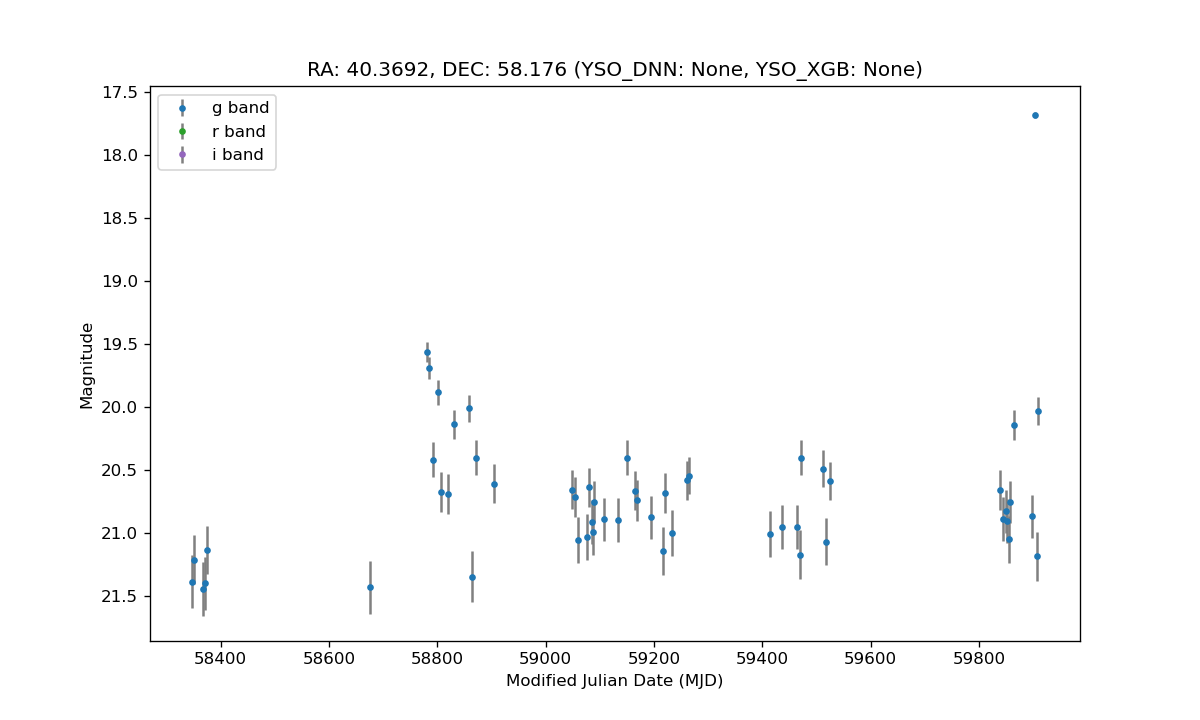 RA: 40.3692, DEC: 58.176 (YSO_DNN: None, YSO_XGB: None)
g band
r band
i band
17.5
18.0
18.5
19.0
19.5
20.0
20.5
21.0
21.5
Magnitude
58400 58600 58800 59000 59200 59400 59600 59800
Modified Julian Date (MJD)